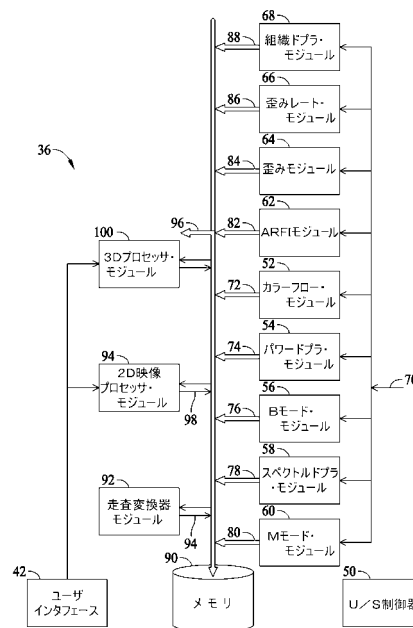 68
88
組織ドプラ・
モジュール
66
86
歪みレート・
モジュール
64
84
歪みモジュール
36
62
96
82
ARFIモジュール
100
3Dプロセッサ・
モジュール
52
72
カラーフロー・
モジュール
54
74
パワードプラ・
モジュール
94
2D映像
プロセッサ・
モジュール
98
70
56
76
Bモード・
モジュール
58
78
スペクトルドプラ
・モジュール
92
走査変換器
モジュール
94
60
80
Mモード・
モジュール
42
ユーザ
インタフェース
90
メモリ
50
U/S制御器